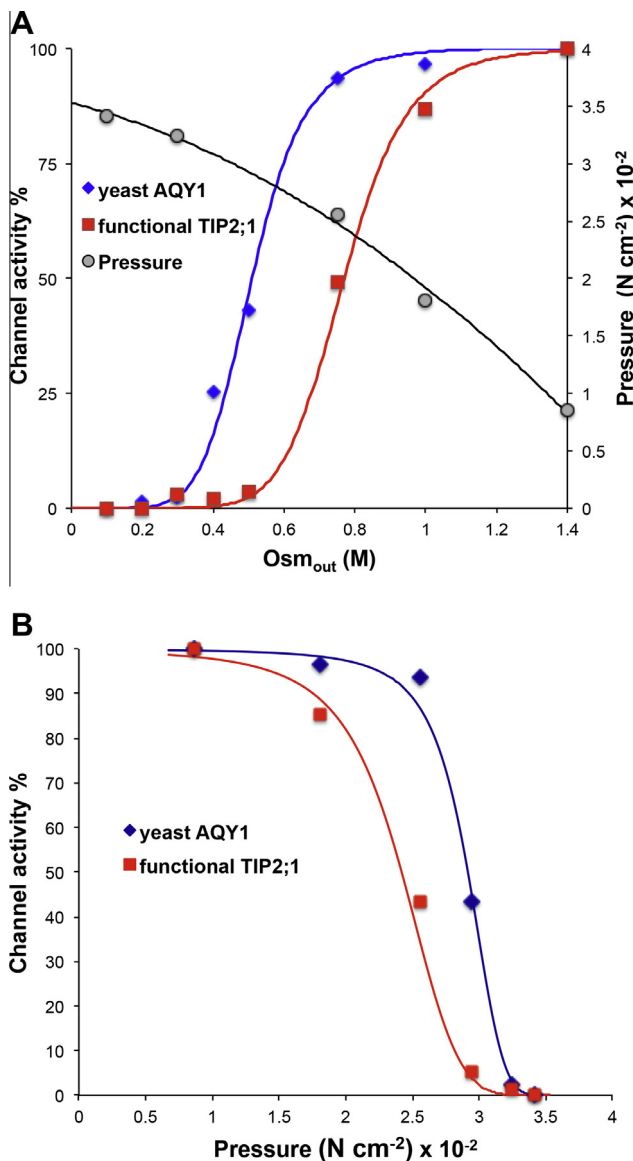 A
100
75
50
25
0
Channel activity %
yeast AQY1
functional TIP2;1
Pressure
4
3.5
3
2.5
2
1.5
1
0.5
0
Pressure (N cm-2) x 10-2
0 0.2 0.4 0.6 0.8 1 1.2 1.4
Osmout (M)
B
100
90
80
70
60
50
40
30
20
10
0
Channel activity %
yeast AQY1
functional TIP2;1
0 0.5 1 1.5 2 2.5 3 3.5 4
Pressure (N cm-2) x 10-2